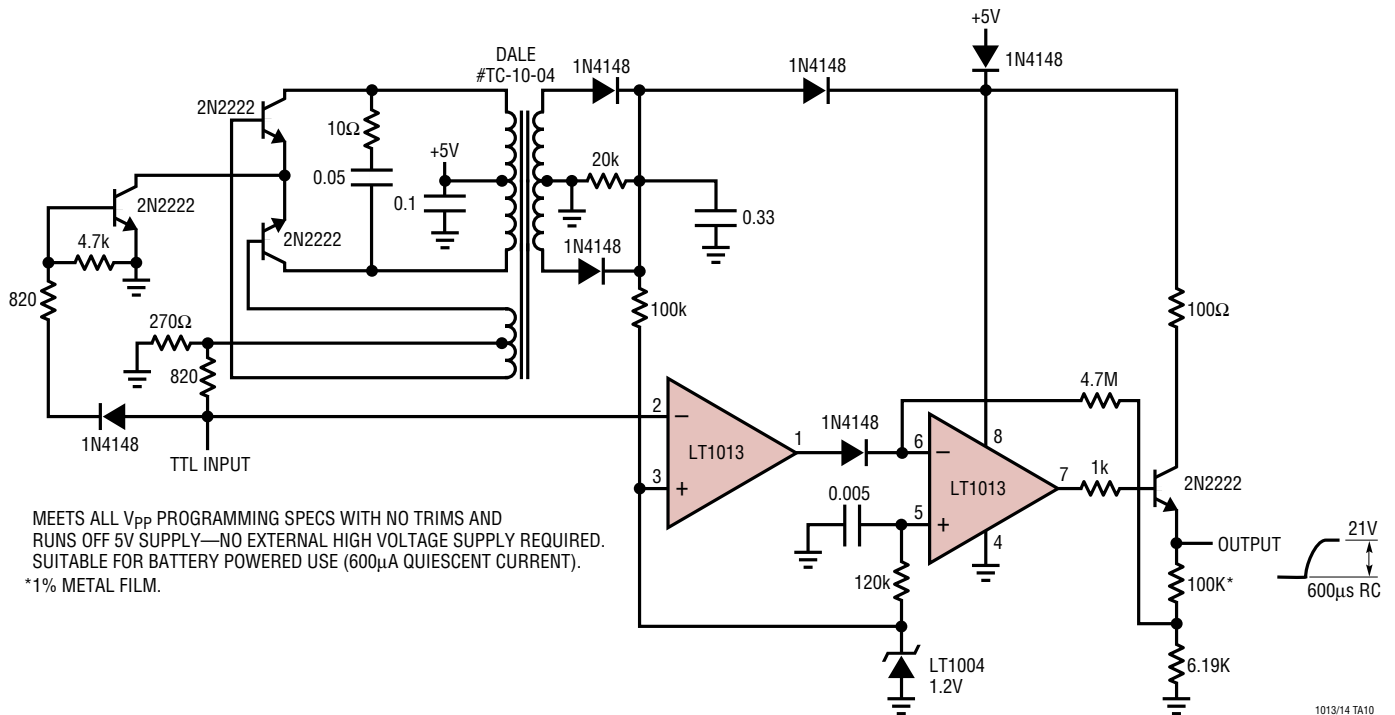 +5V
DALE
#TC-10-04
1N4148
1N4148
1N4148
2N2222
10Ω
+5V
20k
0.05
0.1
2N2222
0.33
2N2222
4.7k
1N4148
820
270Ω
100k
100Ω
820
4.7M
2
1N4148
LT1013
1
6
8
1N4148
TTL INPUT
3
LT1013
7
1k
2N2222
0.005
5
4
OUTPUT
21V
MEETS ALL VPP PROGRAMMING SPECS WITH NO TRIMS AND
RUNS OFF 5V SUPPLY—NO EXTERNAL HIGH VOLTAGE SUPPLY REQUIRED.
SUITABLE FOR BATTERY POWERED USE (600µA QUIESCENT CURRENT).
*1% METAL FILM.
120k
100K*
600µs RC
LT1004
1.2V
6.19K
1013/14 TA10